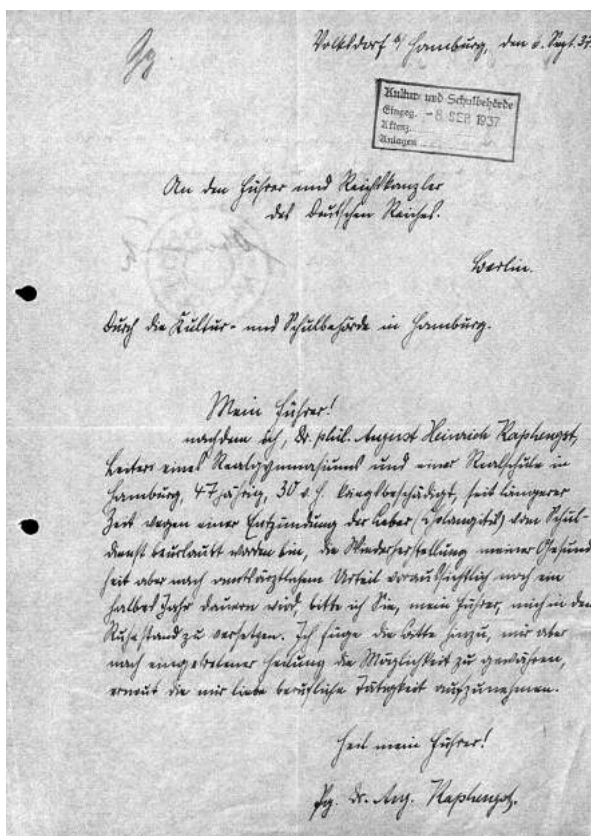 Volksdorf b/ Hamburg, den 6. Sept. 37.
Kultur- und Schulbehörde
Eingeg. - 8. SEP. 1937
Aktenz.
Anlagen
An den Führer und Reichskanzler
des Deutschen Reiches.
Berlin.
Durch die Kultur- und Schulbehörde in Hamburg.
Mein Führer!
nachdem ich, Dr. phil. August Heinrich Kaphengst,
Leiter eines Realgymnasiums und einer Realschule in
Hamburg, 47 jährig, 30 v. H. kriegsbeschädigt, seit längerer
Zeit wegen einer Entzündung der Leber (Cholangitis) vom Schul-
dienst beurlaubt worden bin, die Wiederherstellung meiner Gesund
heit aber nach amtsärztlichem Urteil voraussichtlich noch ein
halbes Jahr dauern wird, bitte ich Sie, mein Führer, mich in den
Ruhestand zu versetzen. Ich füge die Bitte hinzu, mir aber
nach eingetretener Heilung die Möglichkeit zu gewähren,
erneut die mir liebe berufliche Tätigkeit aufzunehmen.
Heil mein Führer!
Pg. Dr. Aug. Kaphengst.